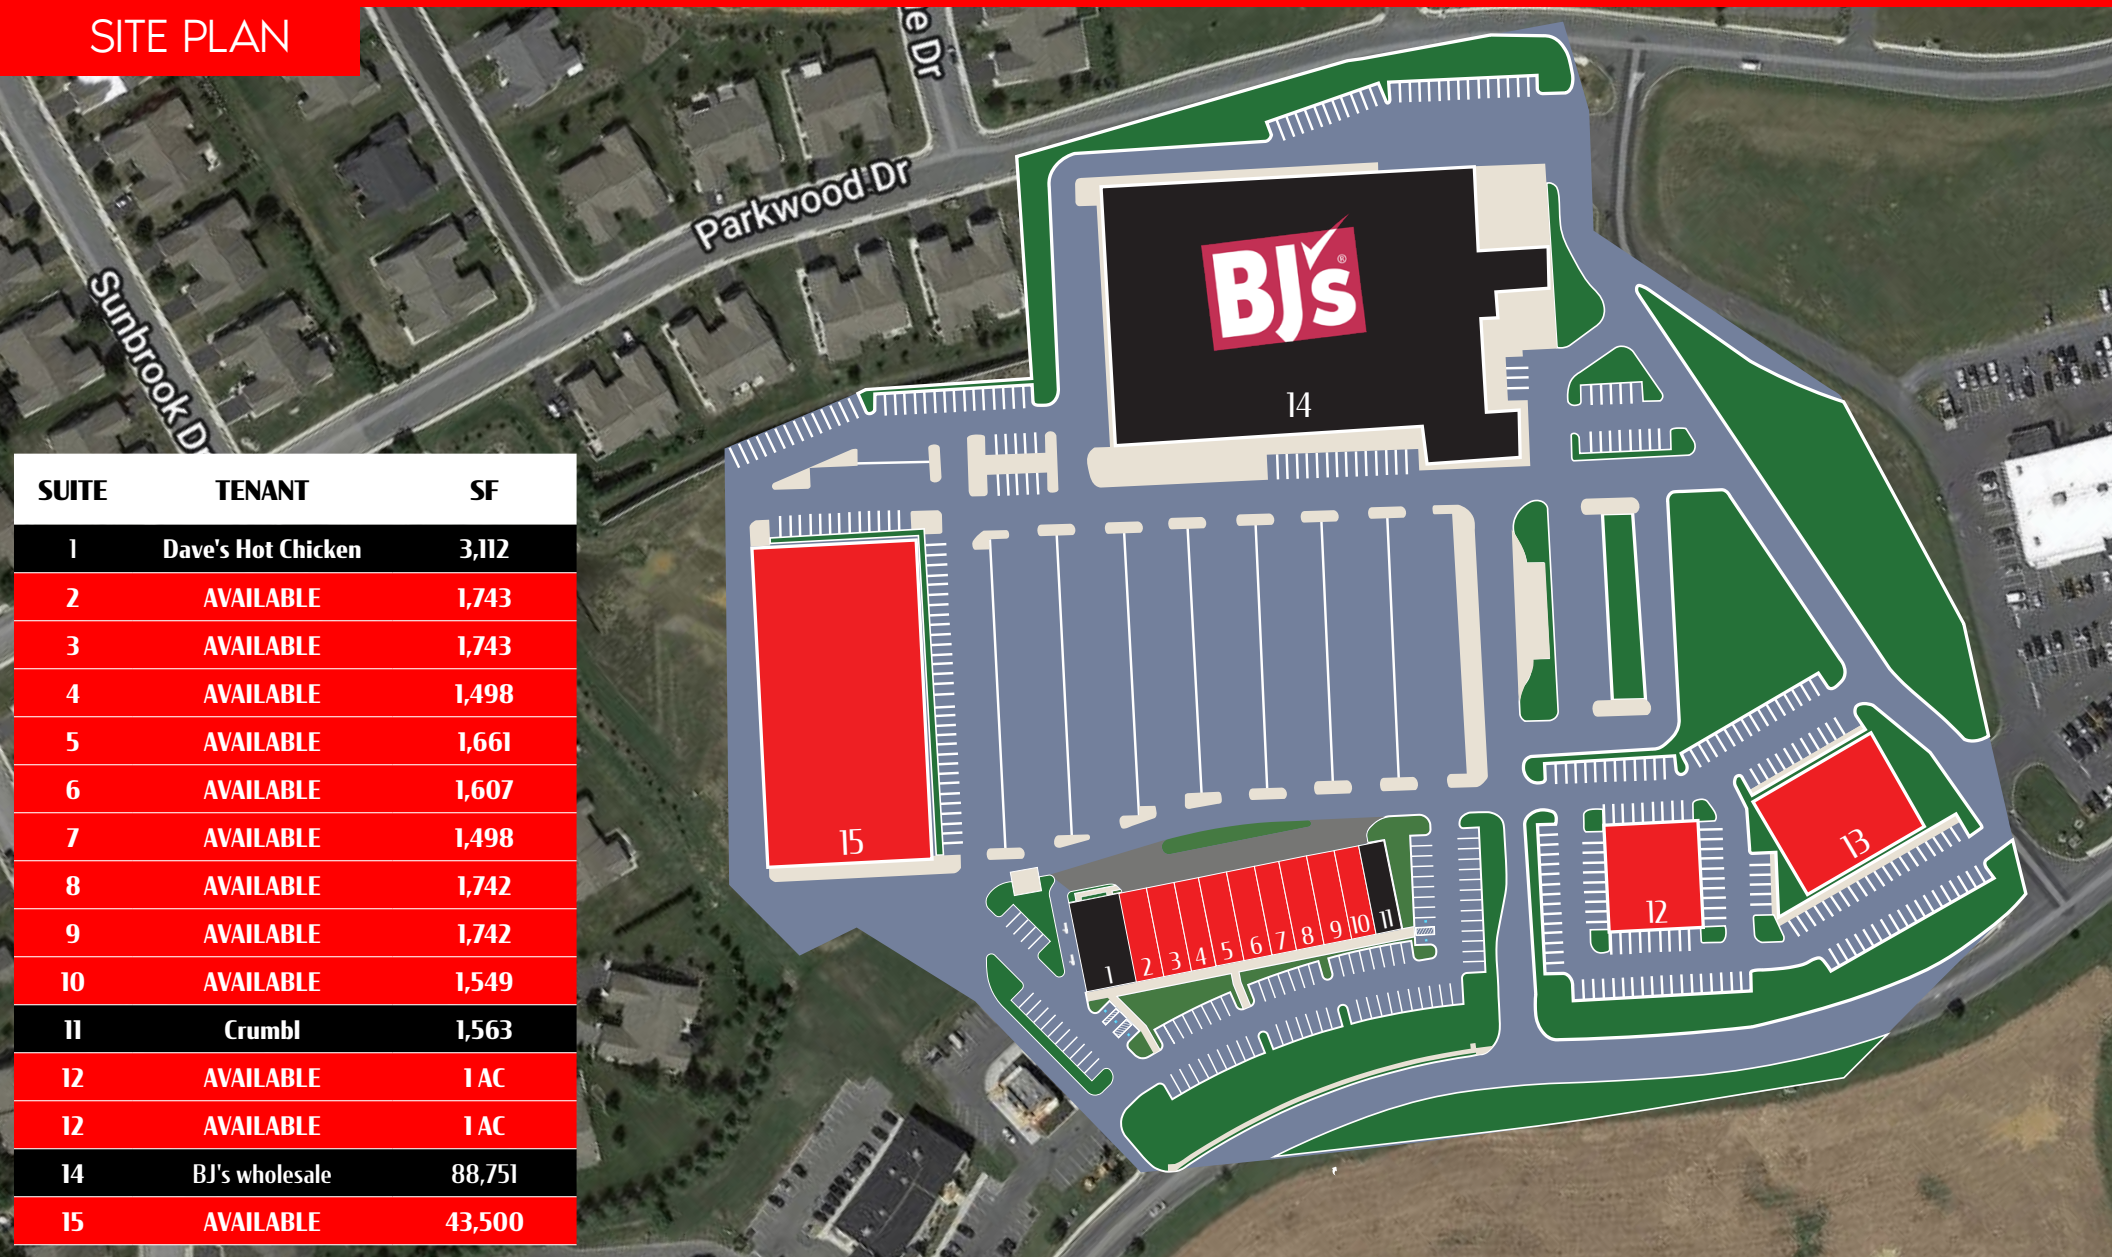 SITE PLAN
e Dr
Parkwood Dr
Sunbrook Dr
BJ's®
14
15
13
12
1 2 3 4 5 6 7 8 9 10 11
SUITE TENANT SF
1 Dave's Hot Chicken 3,112
2 AVAILABLE 1,743
3 AVAILABLE 1,743
4 AVAILABLE 1,498
5 AVAILABLE 1,661
6 AVAILABLE 1,607
7 AVAILABLE 1,498
8 AVAILABLE 1,742
9 AVAILABLE 1,742
10 AVAILABLE 1,549
11 Crumbl 1,563
12 AVAILABLE 1 AC
12 AVAILABLE 1 AC
14 BJ's wholesale 88,751
15 AVAILABLE 43,500